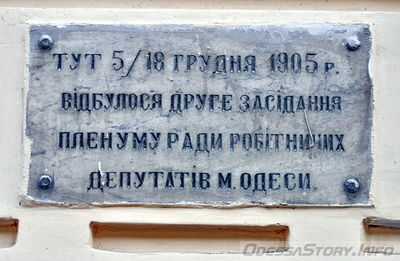 ТУТ 5/18 ГРУДНЯ 1905 р.
ВІДБУЛОСЯ ДРУГЕ ЗАСІДАННЯ
ПЛЕНУМУ РАДИ РОБІТНИЧИХ
ДЕПУТАТІВ М. ОДЕСИ.
OdessaStory.Info